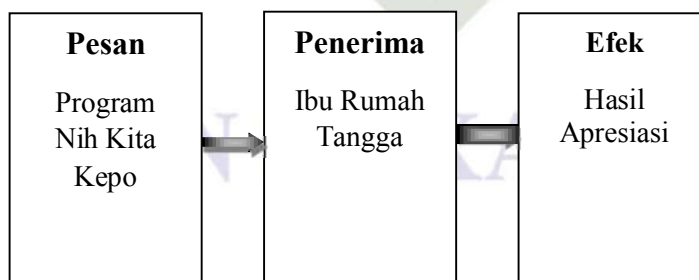 Pesan
Program
Nih Kita
Kepo
Penerima
Ibu Rumah
Tangga
Efek
Hasil
Apresiasi